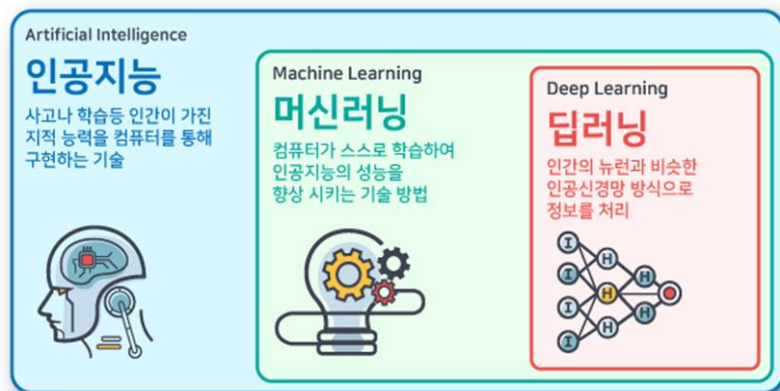 Artificial Intelligence
인공지능
사고나 학습등 인간이 가진
지적 능력을 컴퓨터를 통해
구현하는 기술
Machine Learning
머신러닝
컴퓨터가 스스로 학습하여
인공지능의 성능을
향상 시키는 기술 방법
Deep Learning
딥러닝
인간의 뉴런과 비슷한
인공신경망 방식으로
정보를 처리
I
H
I
H
H
I
H
H
I